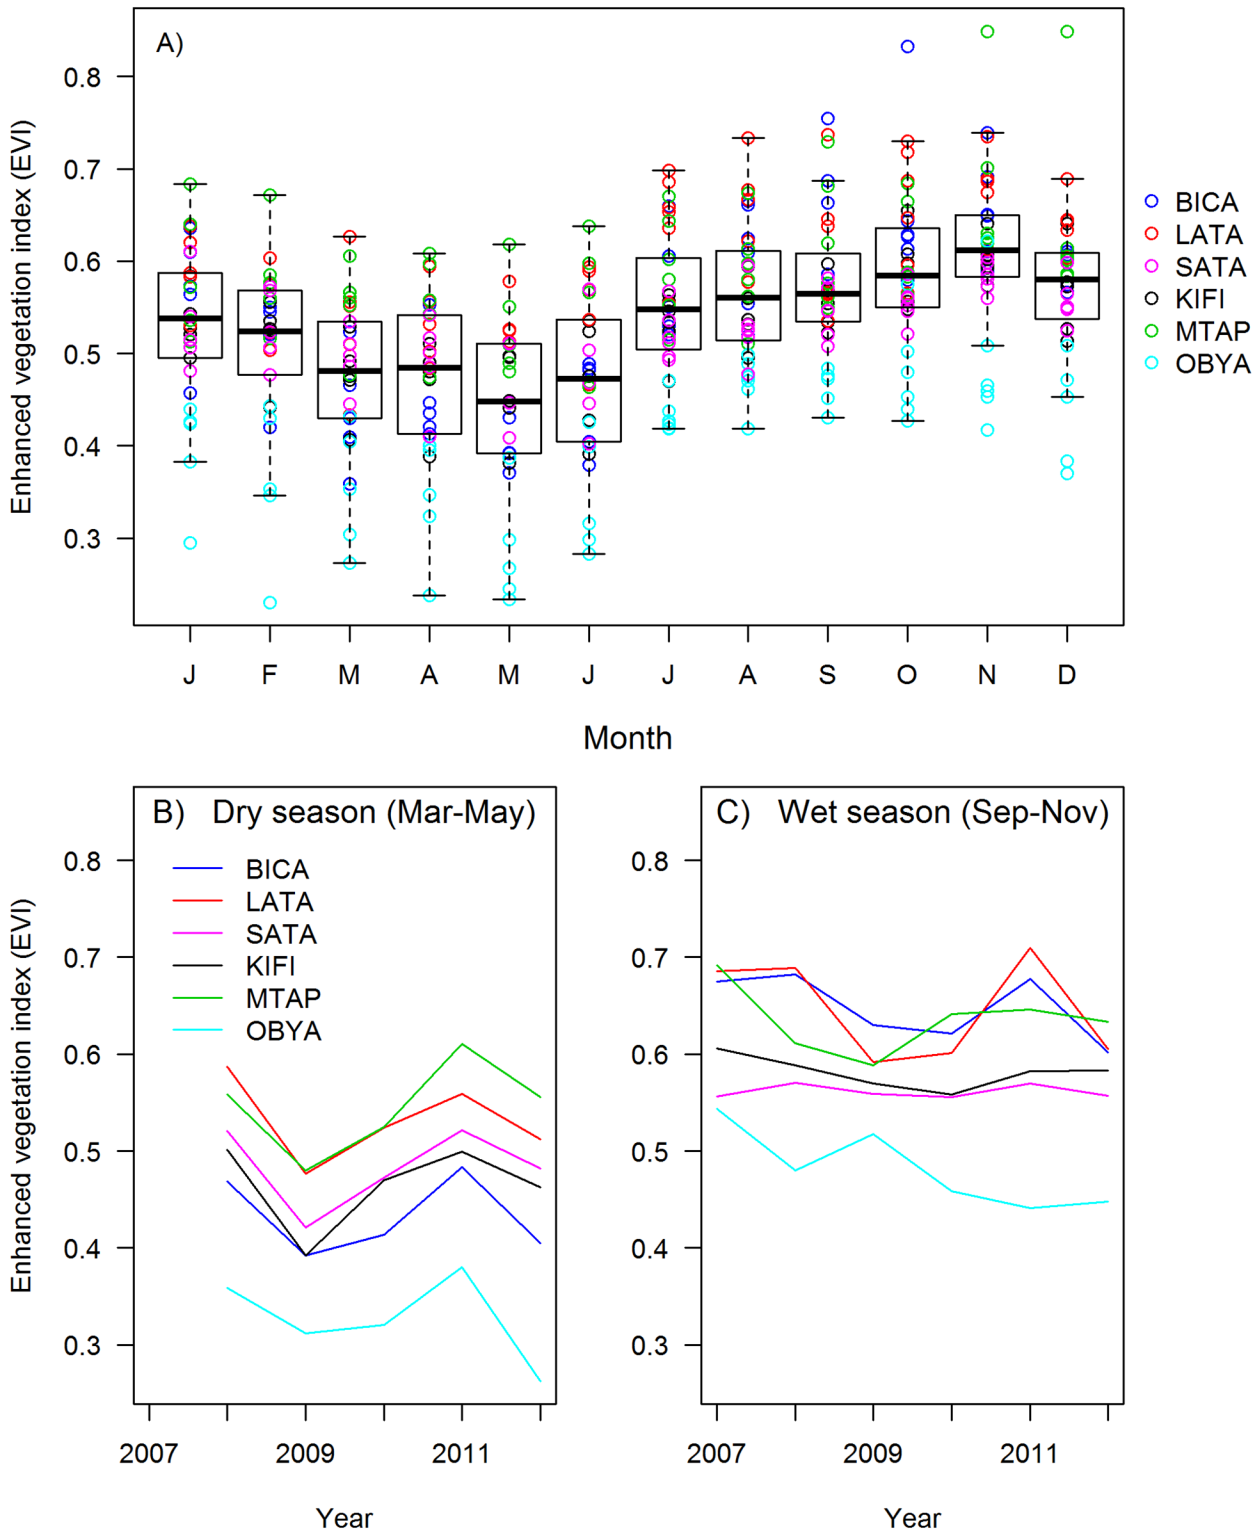 A)
0.8
0.7
0.6
0.5
0.4
0.3
Enhanced vegetation index (EVI)
J F M A M J J A S O N D
Month
BICA
LATA
SATA
KIFI
MTAP
OBYA
B) Dry season (Mar-May)
0.8
0.7
0.6
0.5
0.4
0.3
Enhanced vegetation index (EVI)
BICA
LATA
SATA
KIFI
MTAP
OBYA
2007 2009 2011
Year
C) Wet season (Sep-Nov)
0.8
0.7
0.6
0.5
0.4
0.3
2007 2009 2011
Year